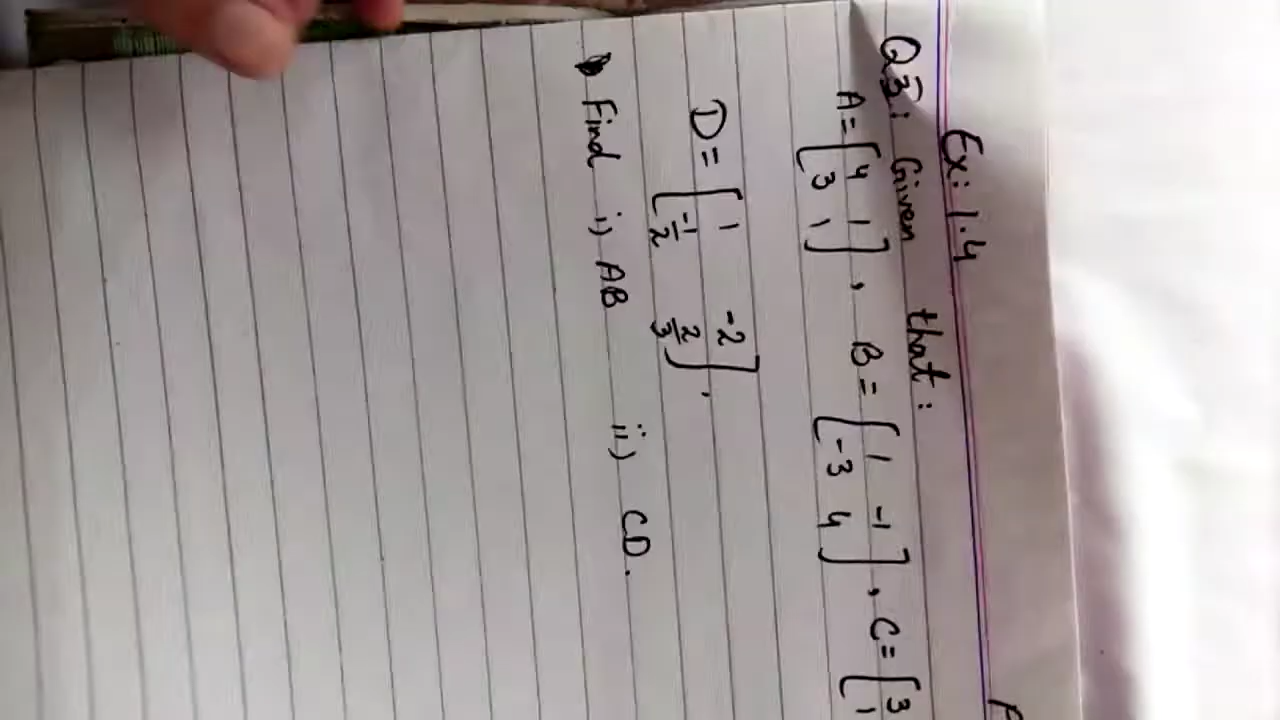 Ex: 1.4
Q3: Given that:
A = [4 1
3 1], B = [1 -1
-3 4], C = [3
1
D = [1 -2
-1/2 2/3],
Find i) AB ii) CD.